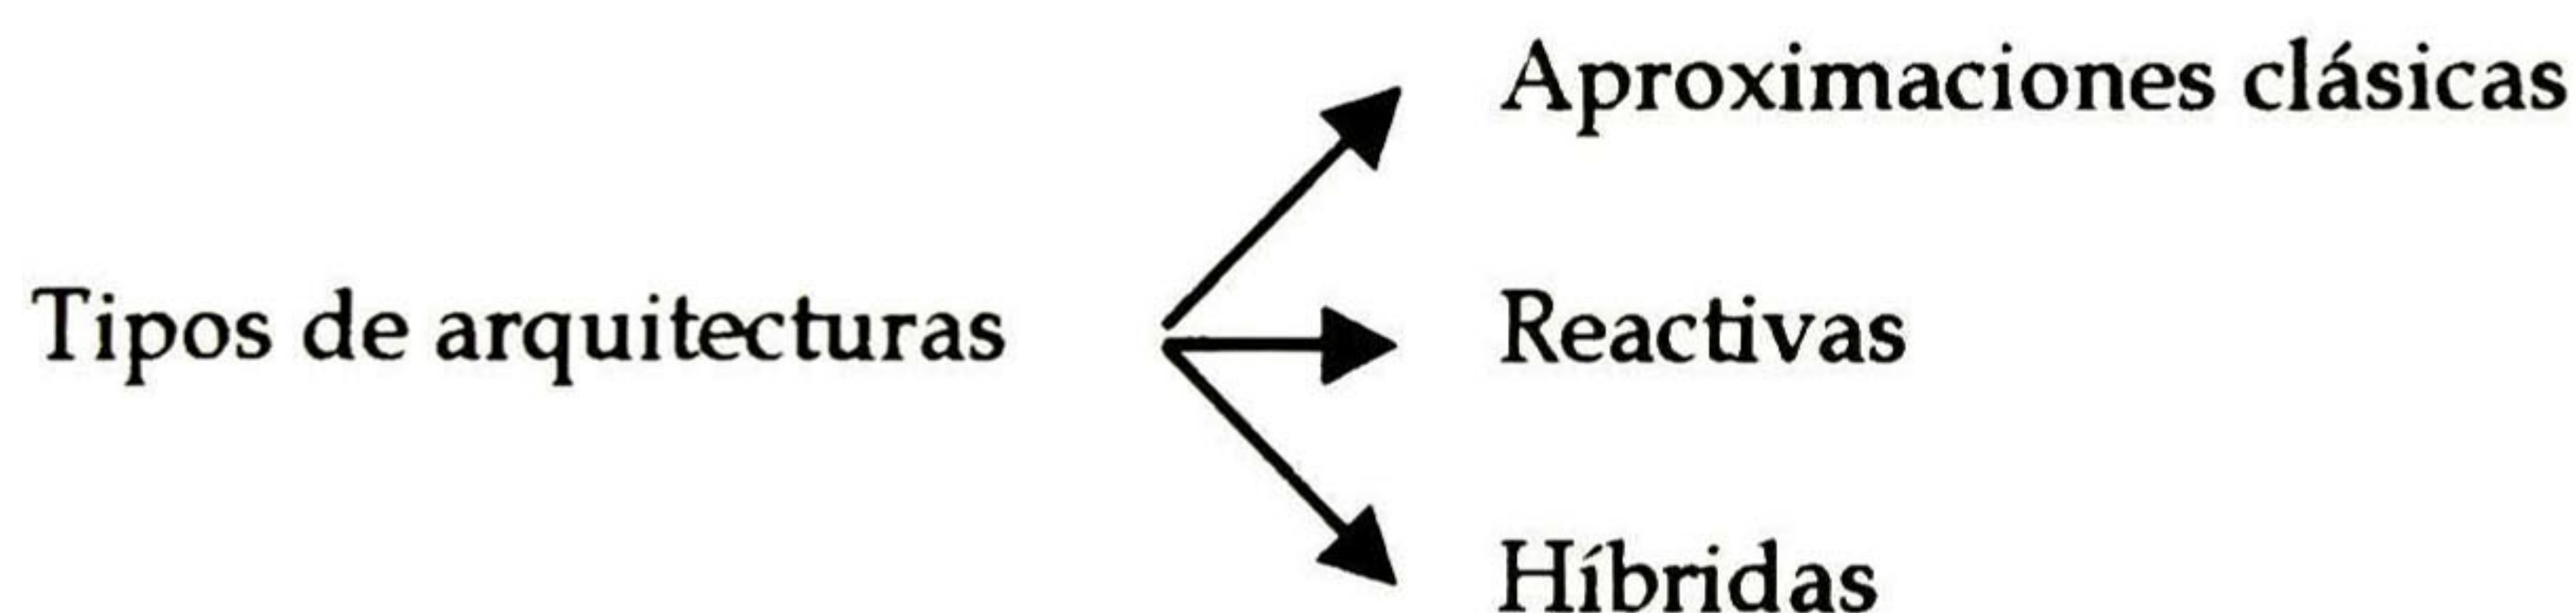 Aproximaciones clásicas
Tipos de arquitecturas
Reactivas
Híbridas